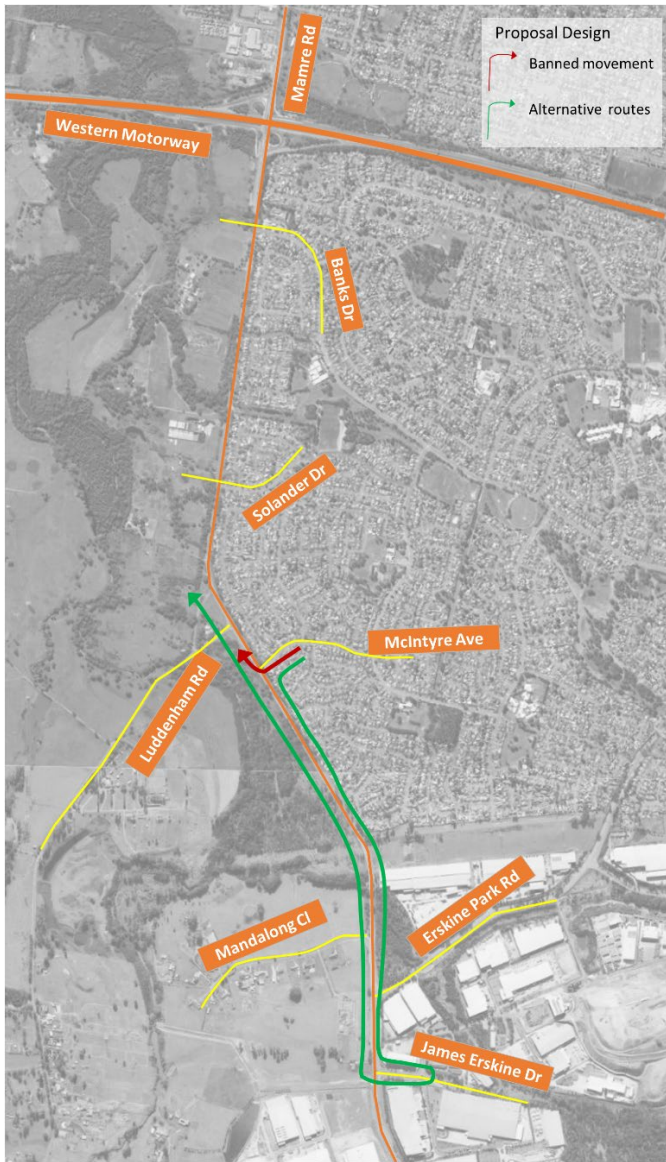 Proposal Design
Banned movement
Alternative routes
Mamre Rd
Western Motorway
Banks Dr
Solander Dr
McIntyre Ave
Luddenham Rd
Erskine Park Rd
Mandalong Cl
James Erskine Dr